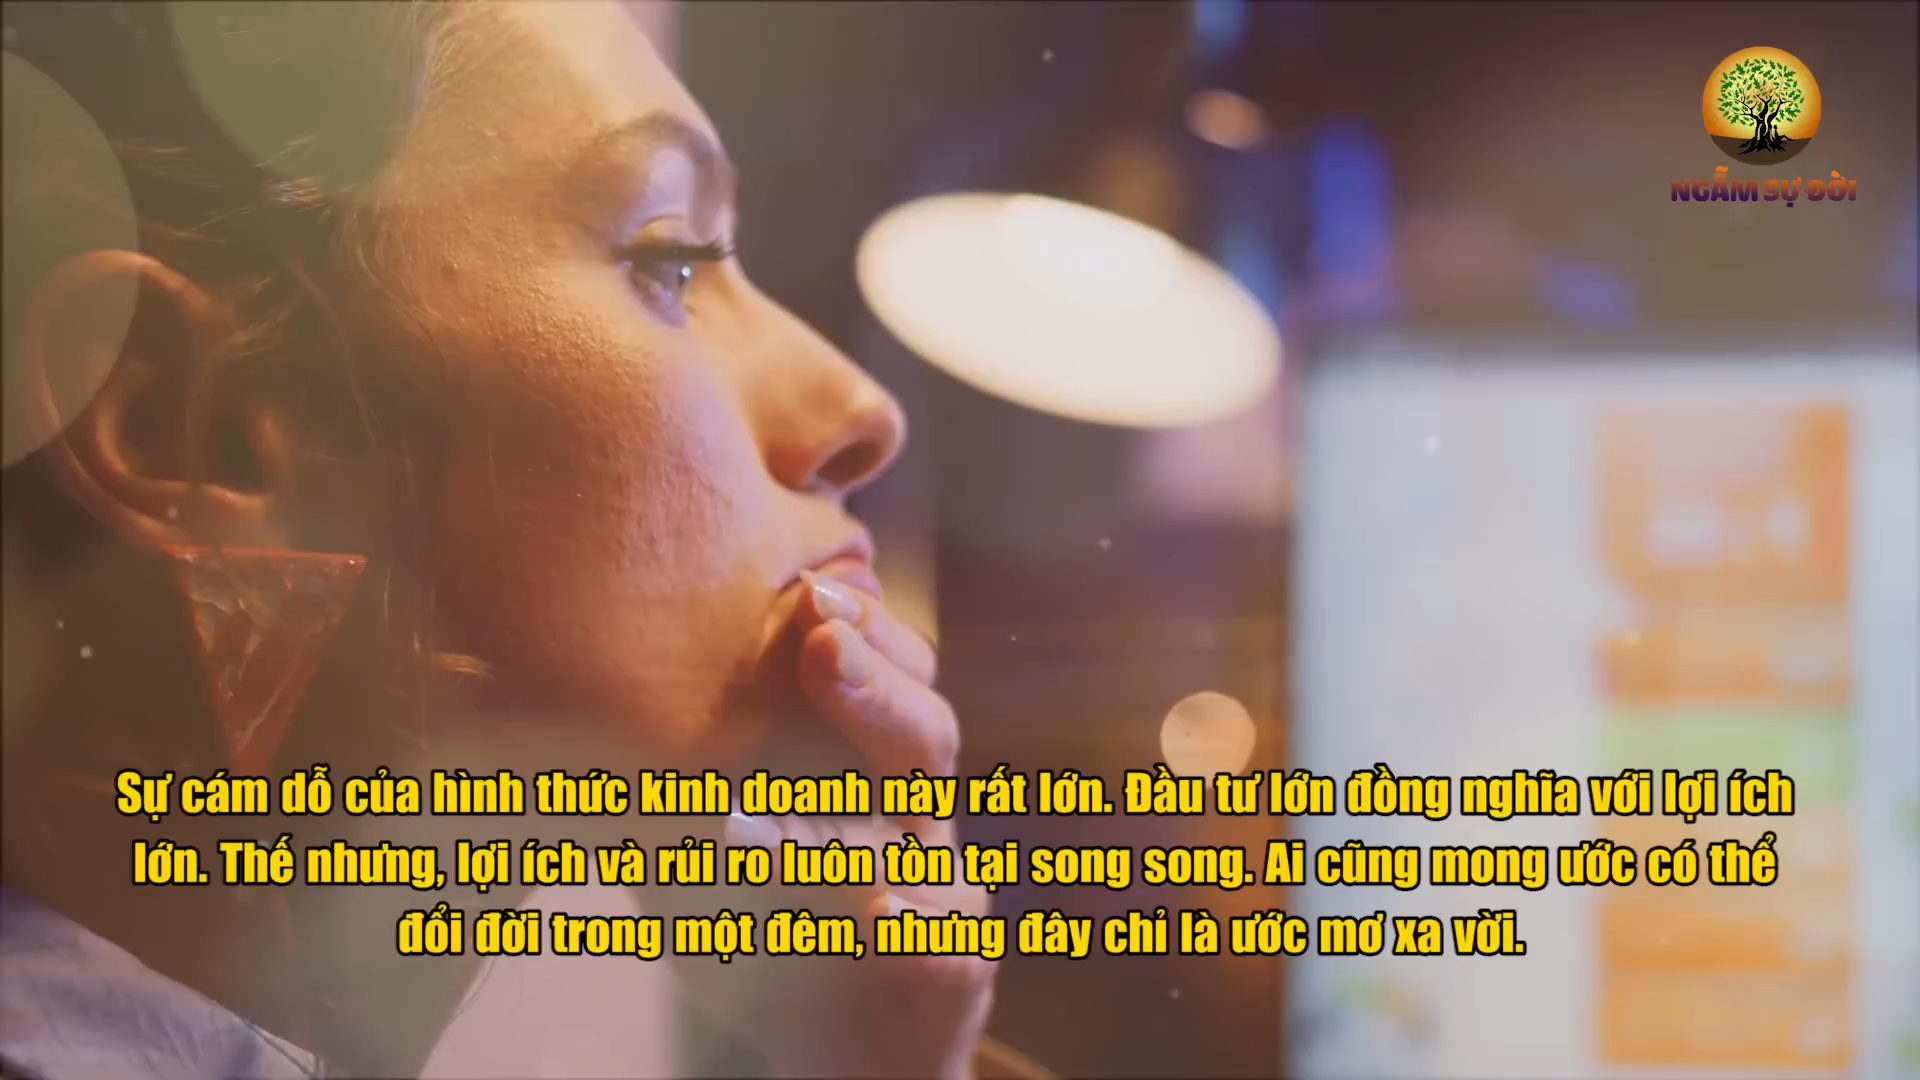 NGẪM SỰ ĐỜI
Sự cám dỗ của hình thức kinh doanh này rất lớn. Đầu tư lớn đồng nghĩa với lợi ích
lớn. Thế nhưng, lợi ích và rủi ro luôn tồn tại song song. Ai cũng mong ước có thể
đổi đời trong một đêm, nhưng đây chỉ là ước mơ xa vời.